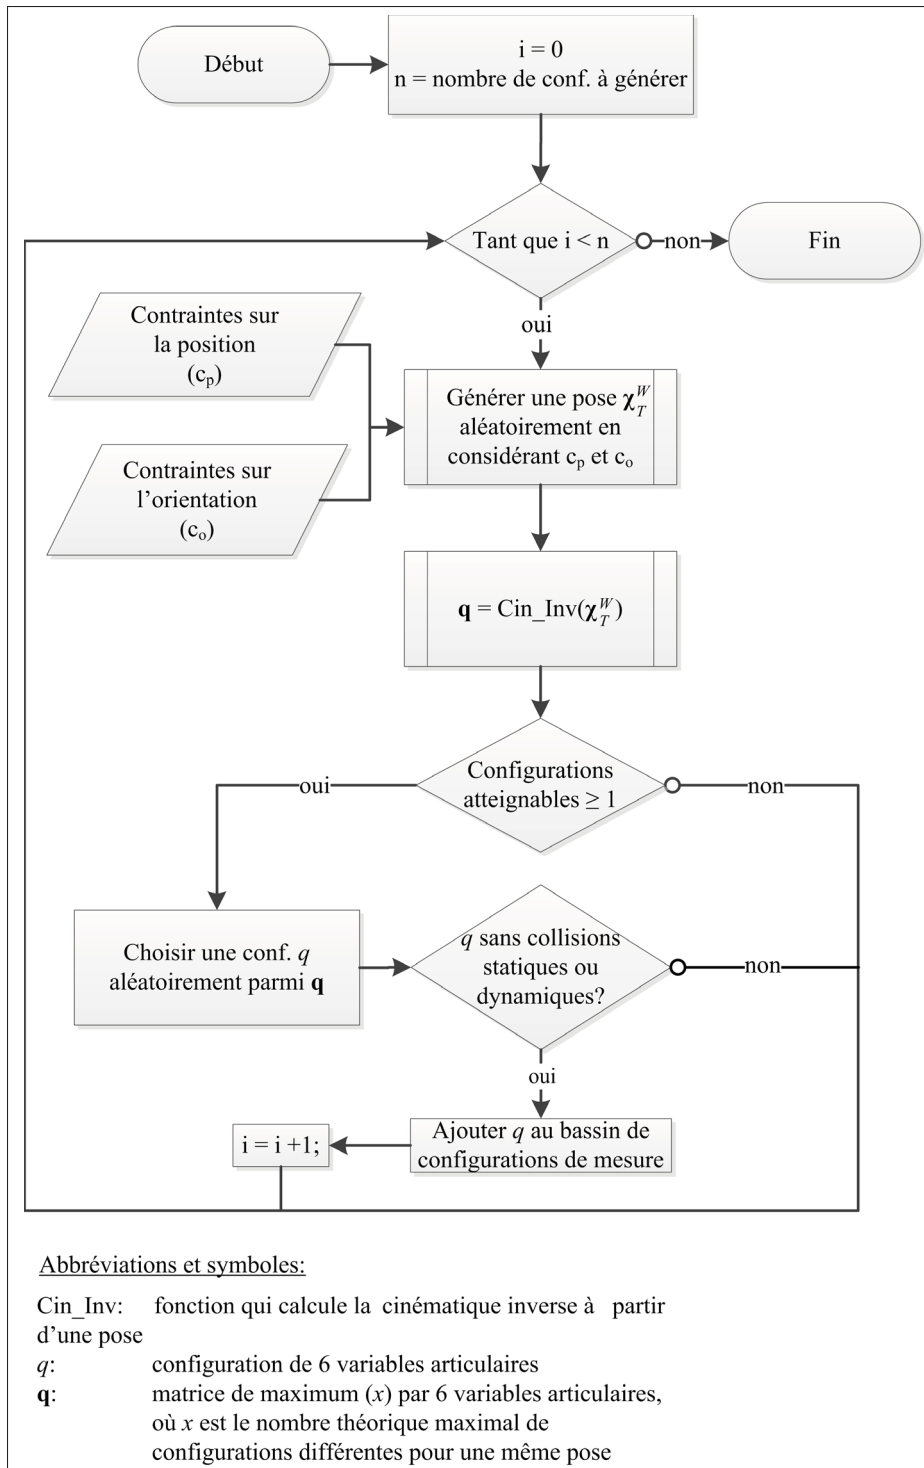 Début
i = 0
n = nombre de conf. à générer
Tant que i < n
non
Fin
oui
Contraintes sur
la position
(cp)
Contraintes sur
l'orientation
(co)
Générer une pose χ_T^W
aléatoirement en
considérant cp et co
q = Cin_Inv(χ_T^W)
Configurations
atteignables ≥ 1
oui
non
Choisir une conf. q
aléatoirement parmi q
q sans collisions
statiques ou
dynamiques?
non
oui
Ajouter q au bassin de
configurations de mesure
i = i +1;
Abbréviations et symboles:
Cin_Inv: fonction qui calcule la cinématique inverse à partir
d'une pose
q: configuration de 6 variables articulaires
q: matrice de maximum (x) par 6 variables articulaires,
où x est le nombre théorique maximal de
configurations différentes pour une même pose